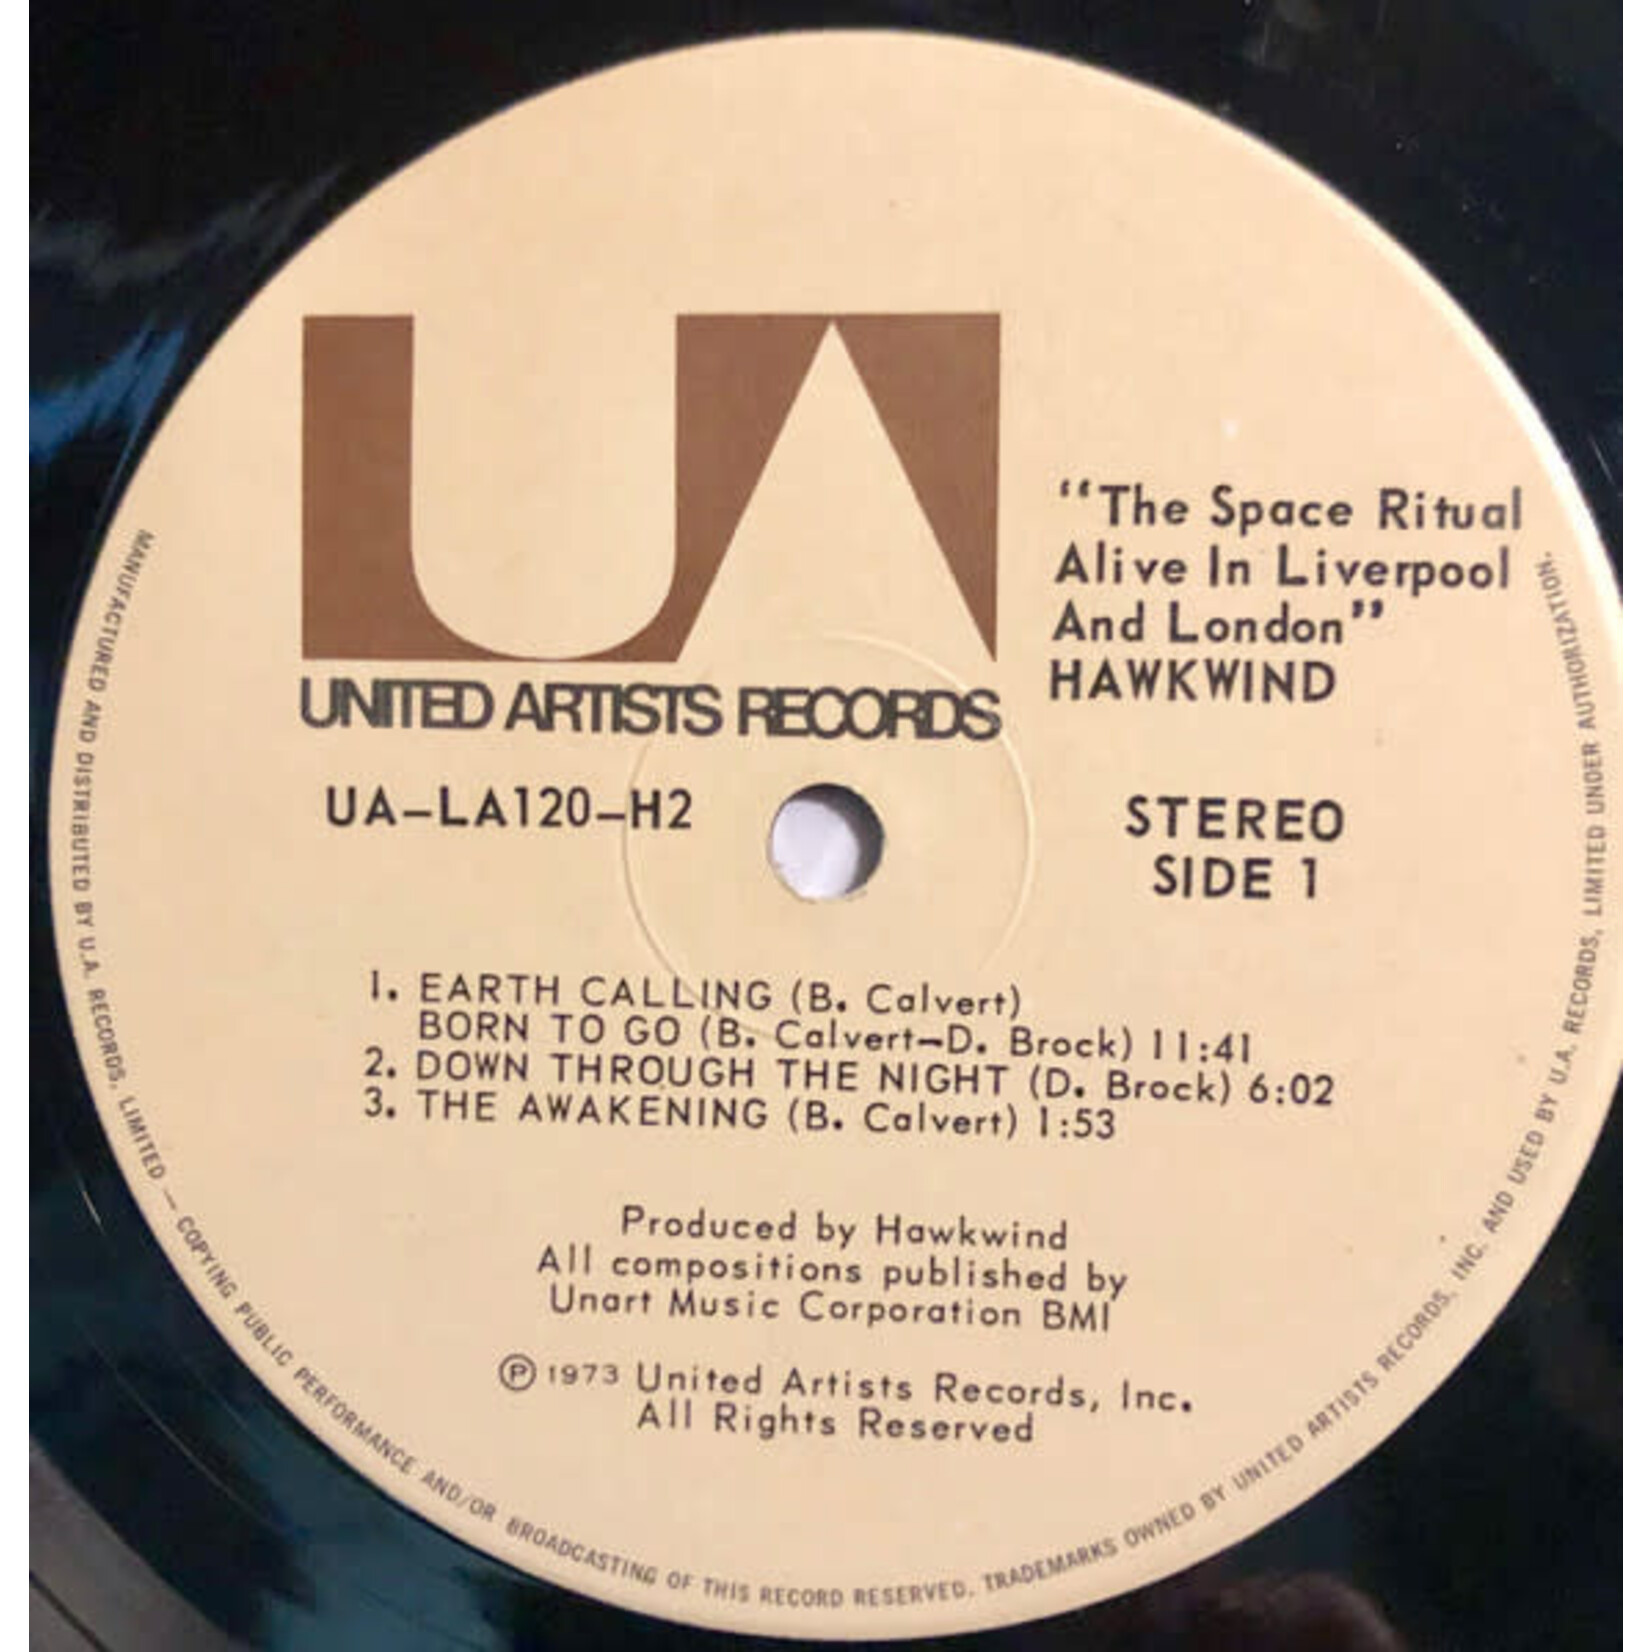 UA
UNITED ARTISTS RECORDS
"The Space Ritual
Alive In Liverpool
And London"
HAWKWIND
UA-LA120-H2
STEREO
SIDE 1
1. EARTH CALLING (B. Calvert)
BORN TO GO (B. Calvert-D. Brock) 11:41
2. DOWN THROUGH THE NIGHT (D. Brock) 6:02
3. THE AWAKENING (B. Calvert) 1:53
Produced by Hawkwind
All compositions published by
Unart Music Corporation BMI
Ⓟ 1973 United Artists Records, Inc.
All Rights Reserved
MANUFACTURED AND DISTRIBUTED BY U.A. RECORDS, LIMITED — COPYING PUBLIC PERFORMANCE AND/OR BROADCASTING OF THIS RECORD RESERVED. TRADEMARKS OWNED BY UNITED ARTISTS RECORDS, INC. AND USED BY U.A. RECORDS, LIMITED UNDER AUTHORIZATION.